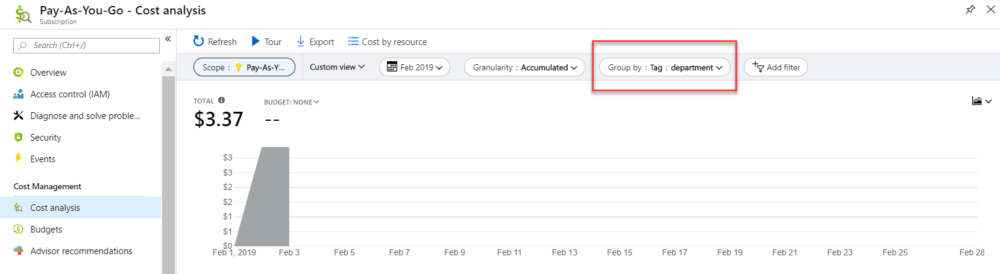 Pay-As-You-Go - Cost analysis
Subscription
Search (Ctrl+/)
Overview
Access control (IAM)
Diagnose and solve proble...
Security
Events
Cost Management
Cost analysis
Budgets
Advisor recommendations
Refresh Tour Export Cost by resource
Scope : Pay-As-Y... Custom view Feb 2019 Granularity : Accumulated Group by : Tag : department Add filter
TOTAL BUDGET: NONE
$3.37 --
$3
$3
$2
$2
$1
$1
$0
Feb 1, 2019 Feb 3 Feb 5 Feb 7 Feb 9 Feb 11 Feb 13 Feb 15 Feb 17 Feb 19 Feb 21 Feb 23 Feb 25 Feb 28